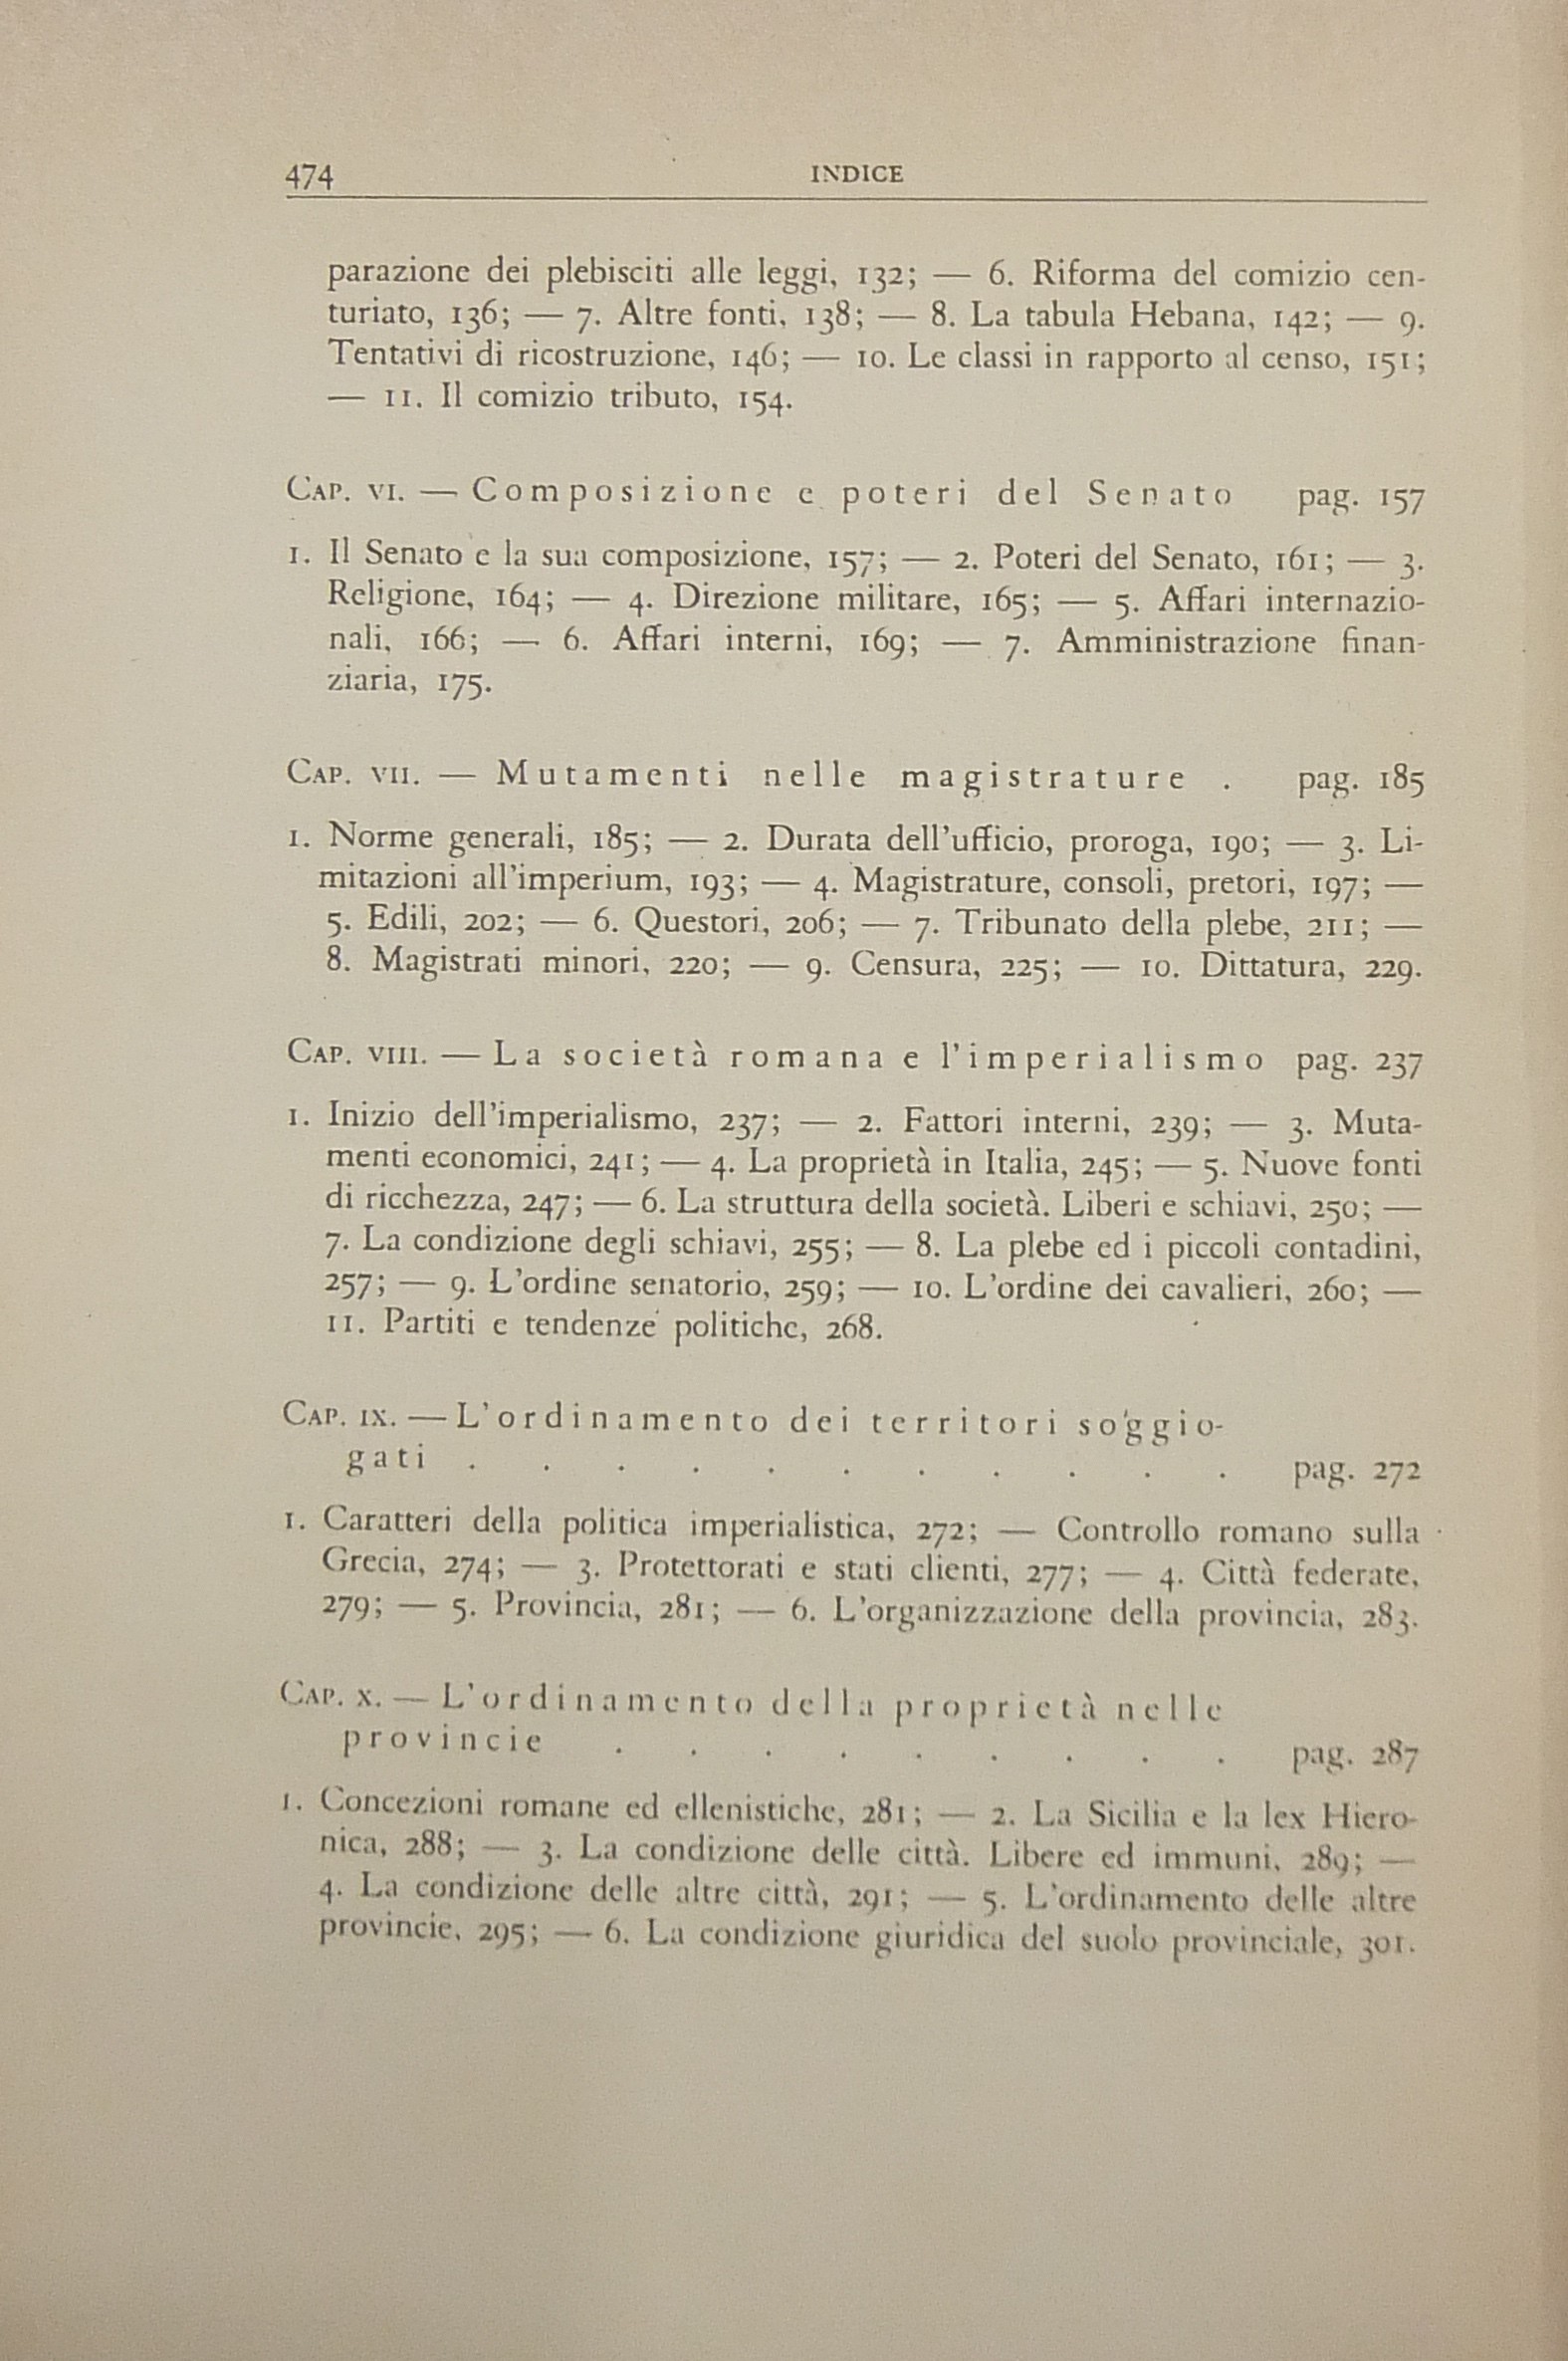 474 INDICE
parazione dei plebisciti alle leggi, 132; — 6. Riforma del comizio cen-
turiato, 136; — 7. Altre fonti, 138; — 8. La tabula Hebana, 142; — 9.
Tentativi di ricostruzione, 146; — 10. Le classi in rapporto al censo, 151;
— 11. Il comizio tributo, 154.
CAP. VI. — Composizione e poteri del Senato pag. 157
1. Il Senato e la sua composizione, 157; — 2. Poteri del Senato, 161; — 3.
Religione, 164; — 4. Direzione militare, 165; — 5. Affari internazio-
nali, 166; — 6. Affari interni, 169; — 7. Amministrazione finan-
ziaria, 175.
CAP. VII. — Mutamenti nelle magistrature . pag. 185
1. Norme generali, 185; — 2. Durata dell'ufficio, proroga, 190; — 3. Li-
mitazioni all'imperium, 193; — 4. Magistrature, consoli, pretori, 197; —
5. Edili, 202; — 6. Questori, 206; — 7. Tribunato della plebe, 211; —
8. Magistrati minori, 220; — 9. Censura, 225; — 10. Dittatura, 229.
CAP. VIII. — La società romana e l'imperialismo pag. 237
1. Inizio dell'imperialismo, 237; — 2. Fattori interni, 239; — 3. Muta-
menti economici, 241; — 4. La proprietà in Italia, 245; — 5. Nuove fonti
di ricchezza, 247; — 6. La struttura della società. Liberi e schiavi, 250; —
7. La condizione degli schiavi, 255; — 8. La plebe ed i piccoli contadini,
257; — 9. L'ordine senatorio, 259; — 10. L'ordine dei cavalieri, 260; —
11. Partiti e tendenze politiche, 268.
CAP. IX. — L'ordinamento dei territori soggio-
gati . . . . . . . . . . . pag. 272
1. Caratteri della politica imperialistica, 272; — Controllo romano sulla
Grecia, 274; — 3. Protettorati e stati clienti, 277; — 4. Città federate,
279; — 5. Provincia, 281; — 6. L'organizzazione della provincia, 283.
CAP. X. — L'ordinamento della proprietà nelle
provincie . . . . . . . . . pag. 287
1. Concezioni romane ed ellenistiche, 281; — 2. La Sicilia e la lex Hiero-
nica, 288; — 3. La condizione delle città. Libere ed immuni, 289; —
4. La condizione delle altre città, 291; — 5. L'ordinamento delle altre
provincie, 295; — 6. La condizione giuridica del suolo provinciale, 301.